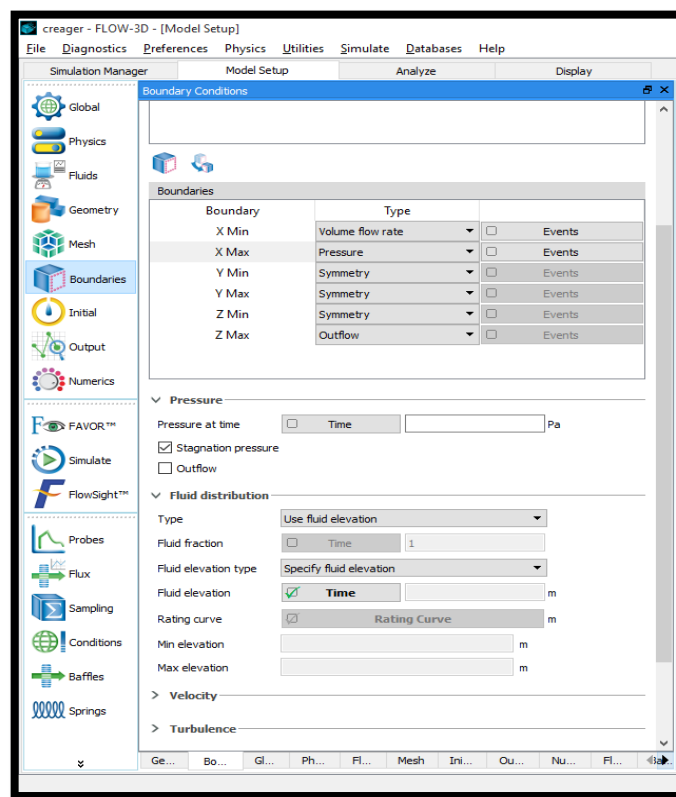 creager - FLOW-3D - [Model Setup]
File Diagnostics Preferences Physics Utilities Simulate Databases Help
Simulation Manager Model Setup Analyze Display
Boundary Conditions
Global
Physics
Fluids
Geometry
Mesh
Boundaries
Initial
Output
Numerics
FAVOR™
Simulate
FlowSight™
Probes
Flux
Sampling
Conditions
Baffles
Springs
Boundaries
Boundary Type
X Min Volume flow rate Events
X Max Pressure Events
Y Min Symmetry Events
Y Max Symmetry Events
Z Min Symmetry Events
Z Max Outflow Events
Pressure
Pressure at time Time Pa
Stagnation pressure
Outflow
Fluid distribution
Type Use fluid elevation
Fluid fraction Time 1
Fluid elevation type Specify fluid elevation
Fluid elevation Time m
Rating curve Rating Curve m
Min elevation m
Max elevation m
Velocity
Turbulence
Ge... Bo... Gl... Ph... Fl... Mesh Ini... Ou... Nu... Fl...